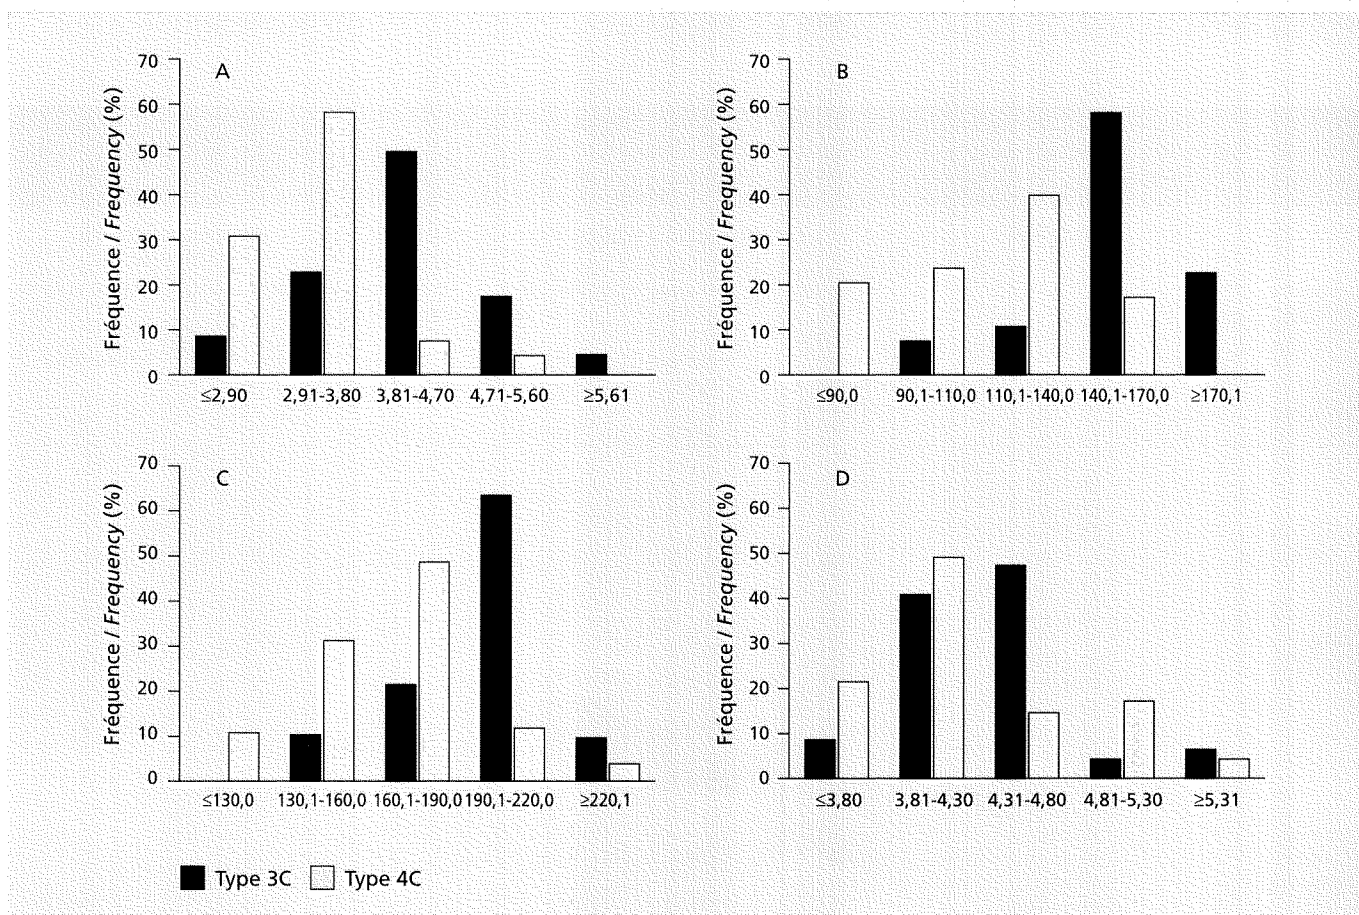 A
Fréquence / Frequency (%)
70
60
50
40
30
20
10
0
≤2,90 2,91-3,80 3,81-4,70 4,71-5,60 ≥5,61
B
Fréquence / Frequency (%)
70
60
50
40
30
20
10
0
≤90,0 90,1-110,0 110,1-140,0 140,1-170,0 ≥170,1
C
Fréquence / Frequency (%)
70
60
50
40
30
20
10
0
≤130,0 130,1-160,0 160,1-190,0 190,1-220,0 ≥220,1
D
Fréquence / Frequency (%)
70
60
50
40
30
20
10
0
≤3,80 3,81-4,30 4,31-4,80 4,81-5,30 ≥5,31
Type 3C Type 4C